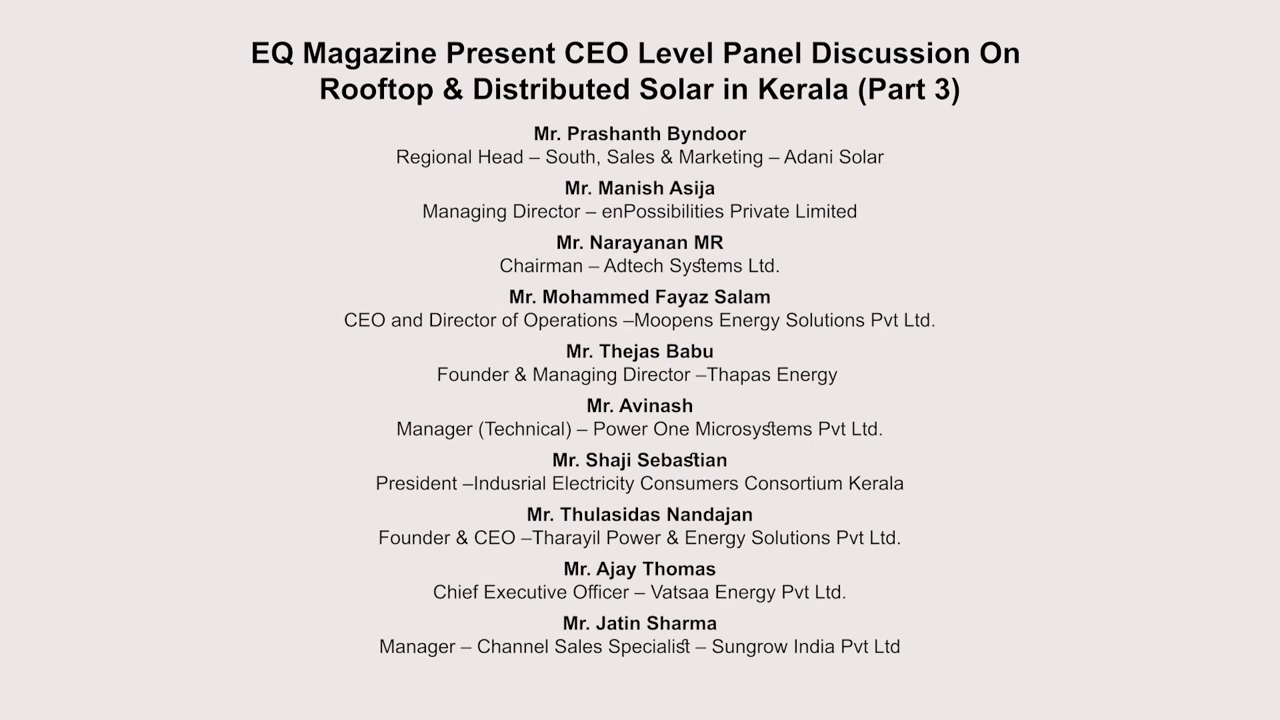 EQ Magazine Present CEO Level Panel Discussion On
Rooftop & Distributed Solar in Kerala (Part 3)
Mr. Prashanth Byndoor
Regional Head – South, Sales & Marketing – Adani Solar
Mr. Manish Asija
Managing Director – enPossibilities Private Limited
Mr. Narayanan MR
Chairman – Adtech Systems Ltd.
Mr. Mohammed Fayaz Salam
CEO and Director of Operations –Moopens Energy Solutions Pvt Ltd.
Mr. Thejas Babu
Founder & Managing Director –Thapas Energy
Mr. Avinash
Manager (Technical) – Power One Microsystems Pvt Ltd.
Mr. Shaji Sebastian
President –Indusrial Electricity Consumers Consortium Kerala
Mr. Thulasidas Nandajan
Founder & CEO –Tharayil Power & Energy Solutions Pvt Ltd.
Mr. Ajay Thomas
Chief Executive Officer – Vatsaa Energy Pvt Ltd.
Mr. Jatin Sharma
Manager – Channel Sales Specialist – Sungrow India Pvt Ltd